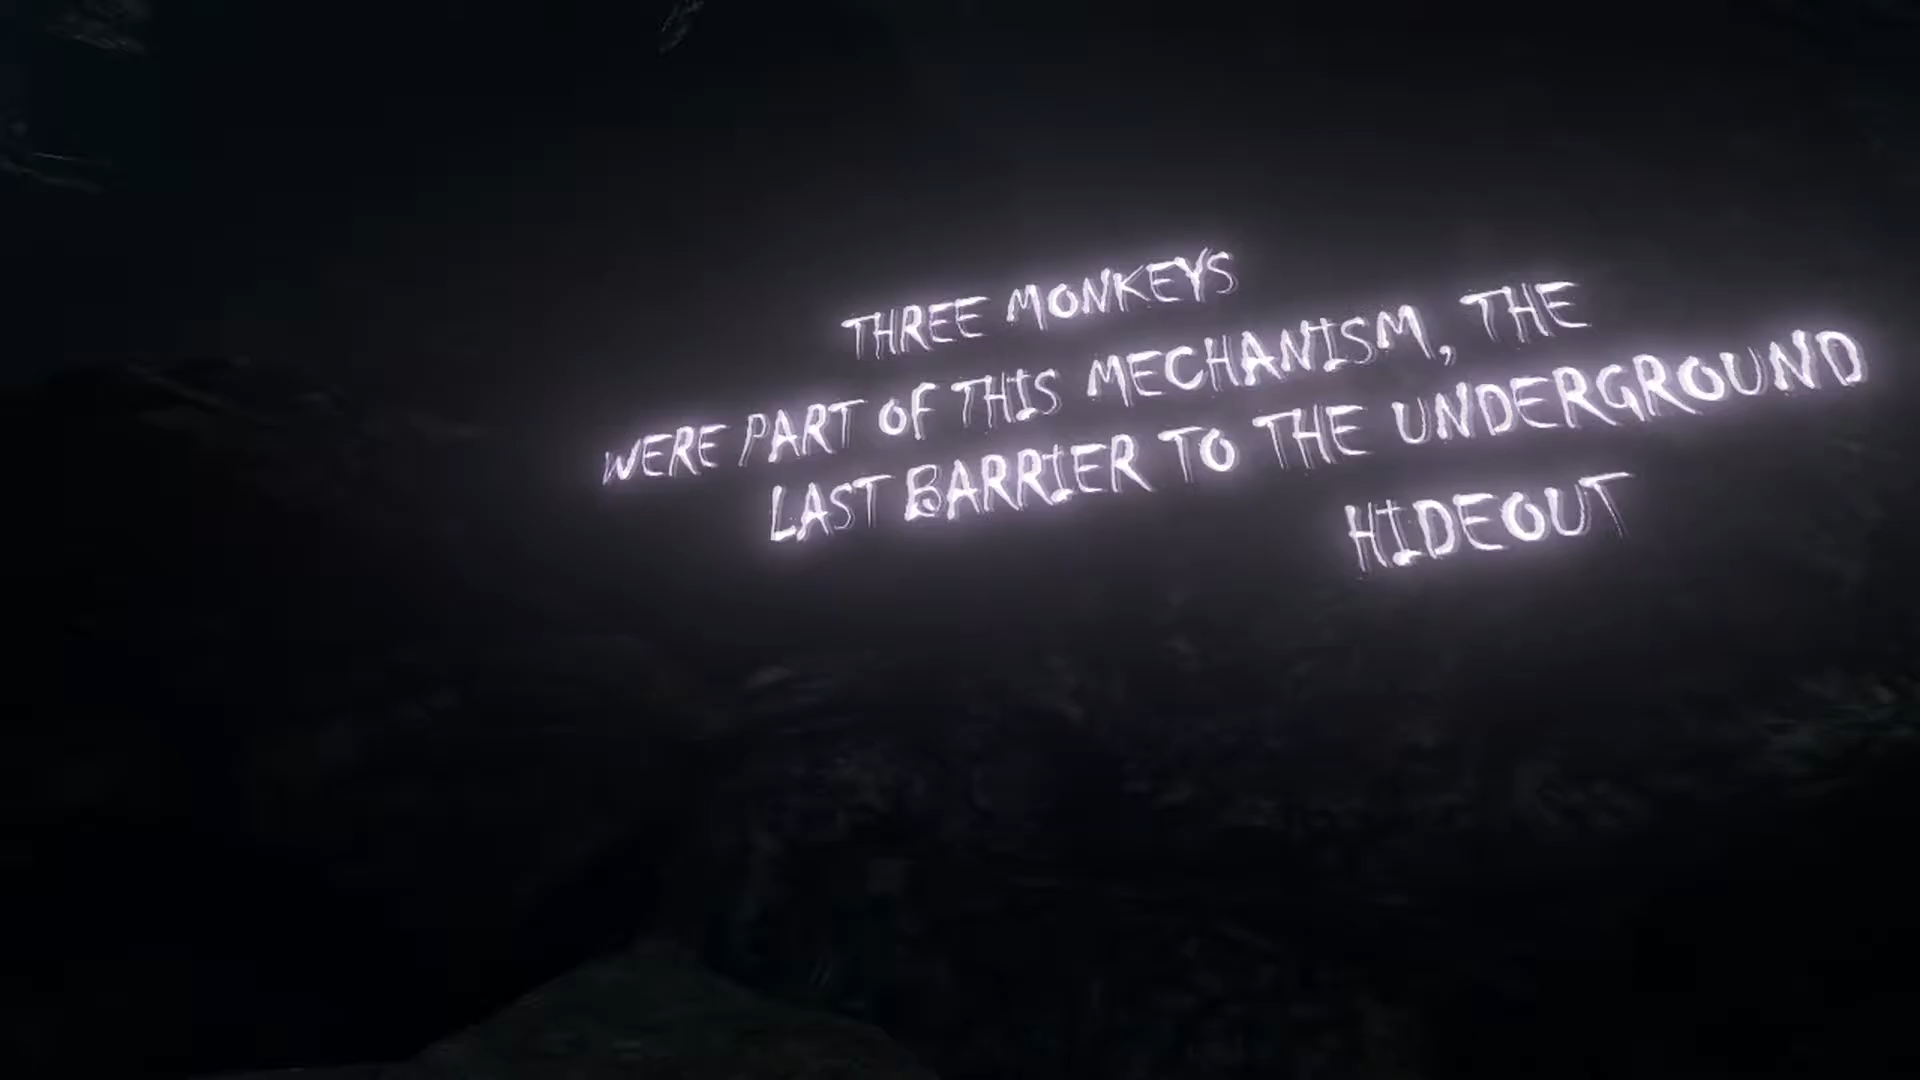 THREE MONKEYS
WERE PART OF THIS MECHANISM, THE
LAST BARRIER TO THE UNDERGROUND
HIDEOUT